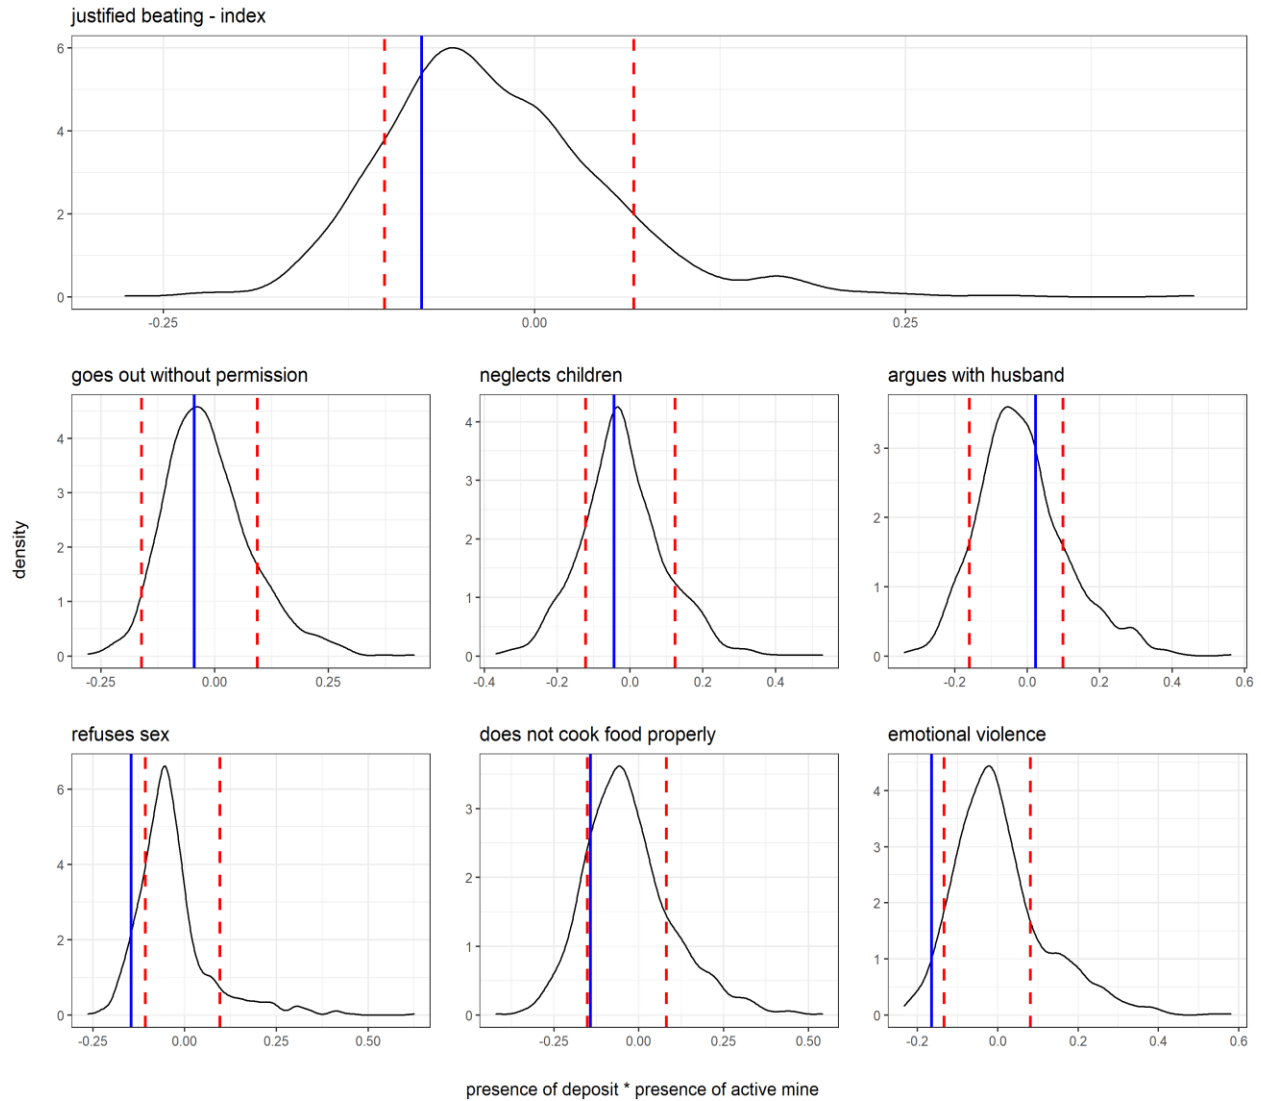 justified beating - index
6
4
2
0
-0.25 0.00 0.25
goes out without permission
4
3
2
1
0
-0.25 0.00 0.25
neglects children
4
3
2
1
0
-0.4 -0.2 0.0 0.2 0.4
argues with husband
3
2
1
0
-0.2 0.0 0.2 0.4 0.6
density
refuses sex
6
4
2
0
-0.25 0.00 0.25 0.50
does not cook food properly
3
2
1
0
-0.25 0.00 0.25 0.50
emotional violence
4
3
2
1
0
-0.2 0.0 0.2 0.4 0.6
presence of deposit * presence of active mine